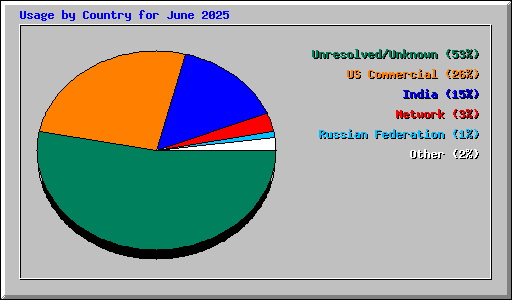 Usage by Country for June 2025
Unresolved/Unknown (53%)
US Commercial (26%)
India (15%)
Network (3%)
Russian Federation (1%)
Other (2%)